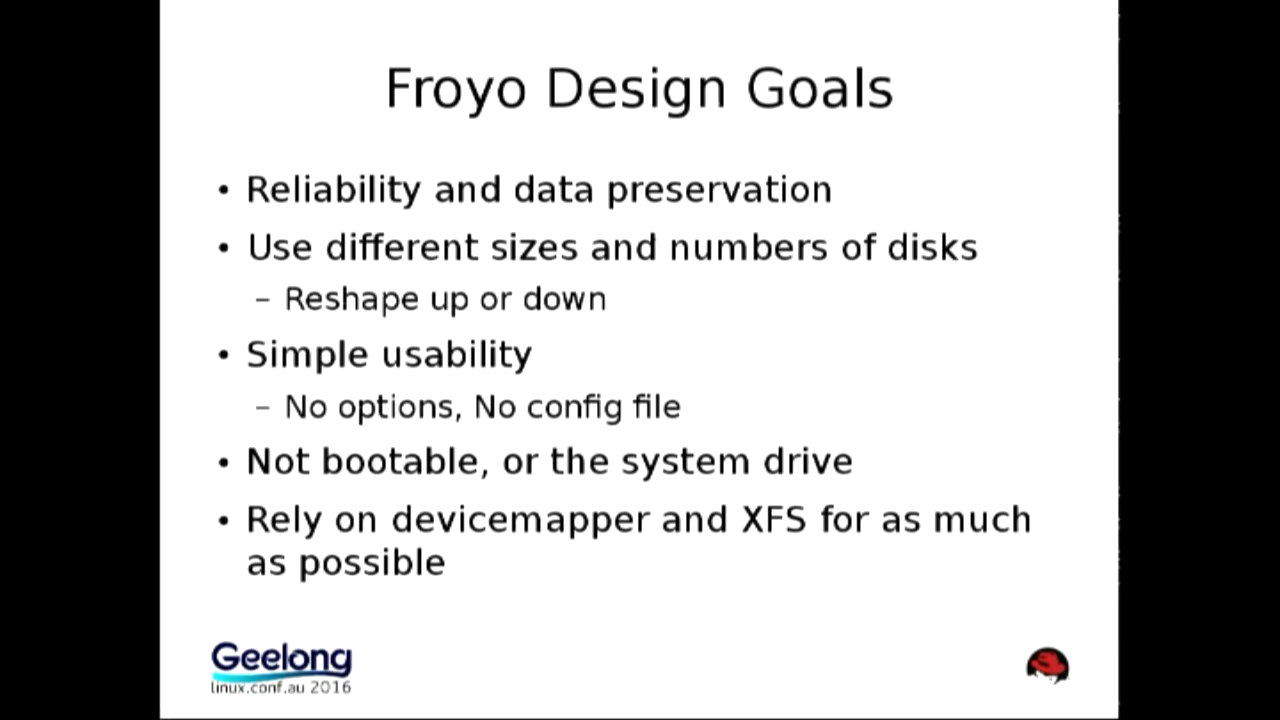 Froyo Design Goals
• Reliability and data preservation
• Use different sizes and numbers of disks
– Reshape up or down
• Simple usability
– No options, No config file
• Not bootable, or the system drive
• Rely on devicemapper and XFS for as much
as possible
Geelong
linux.conf.au 2016